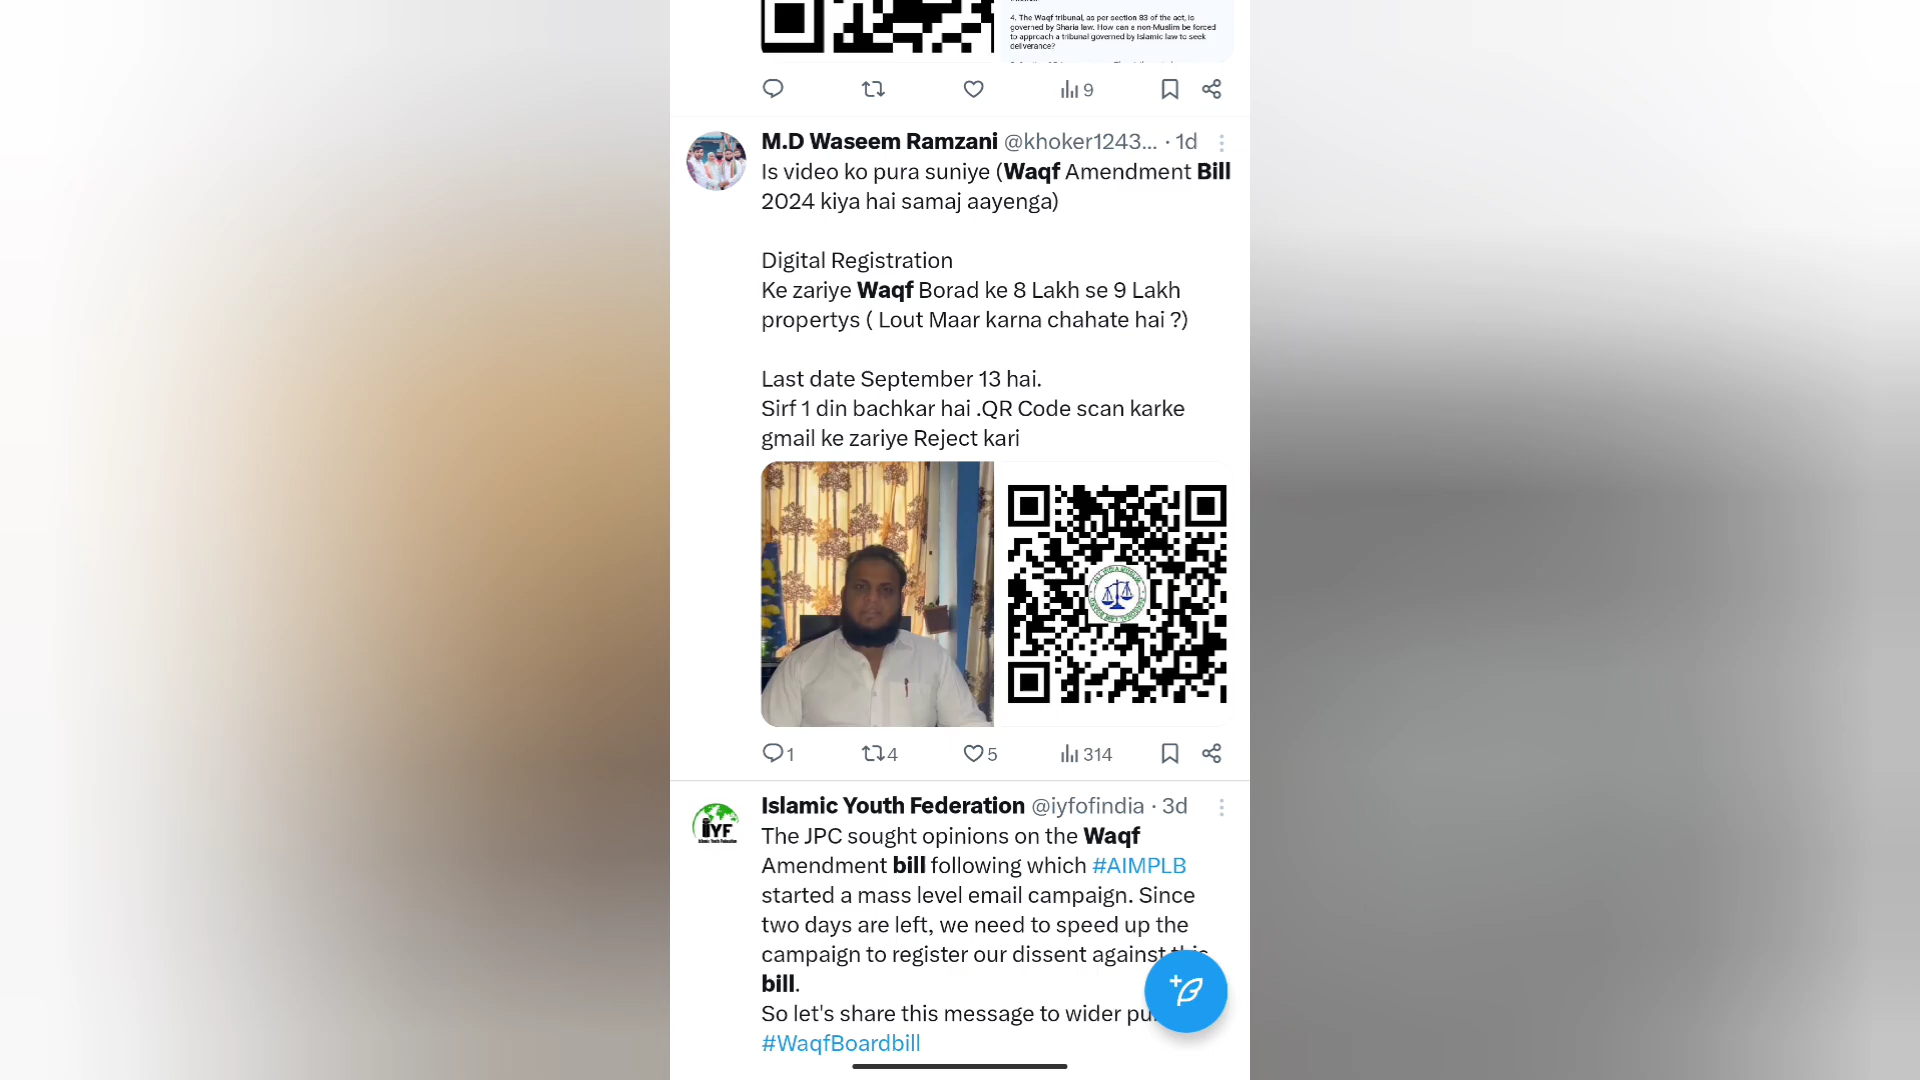 4. The Waqf tribunal, as per section 83 of the act, is
governed by Sharia law. How can a non-Muslim be forced
to approach a tribunal governed by Islamic law to seek
deliverance?
9
M.D Waseem Ramzani @khoker1243... · 1d
Is video ko pura suniye (Waqf Amendment Bill
2024 kiya hai samaj aayenga)
Digital Registration
Ke zariye Waqf Borad ke 8 Lakh se 9 Lakh
propertys ( Lout Maar karna chahate hai ?)
Last date September 13 hai.
Sirf 1 din bachkar hai .QR Code scan karke
gmail ke zariye Reject kari
1 4 5 314
Islamic Youth Federation @iyfofindia · 3d
IYF
Islamic Youth Federation
The JPC sought opinions on the Waqf
Amendment bill following which #AIMPLB
started a mass level email campaign. Since
two days are left, we need to speed up the
campaign to register our dissent against this
bill.
So let's share this message to wider
#WaqfBoardbill